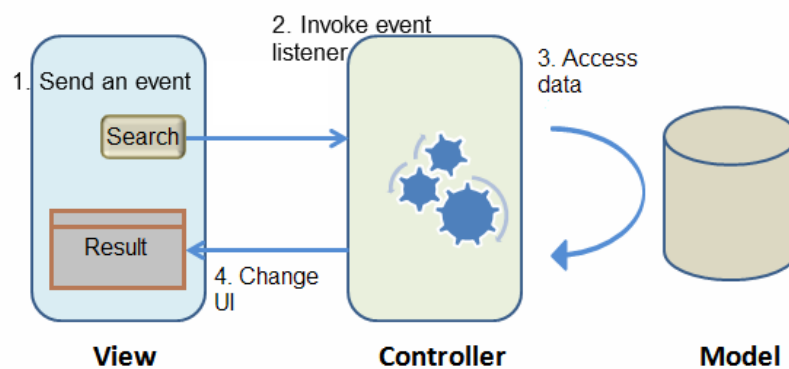 2. Invoke event
listener
3. Access
data
1. Send an event
Search
Result
4. Change
UI
View
Controller
Model